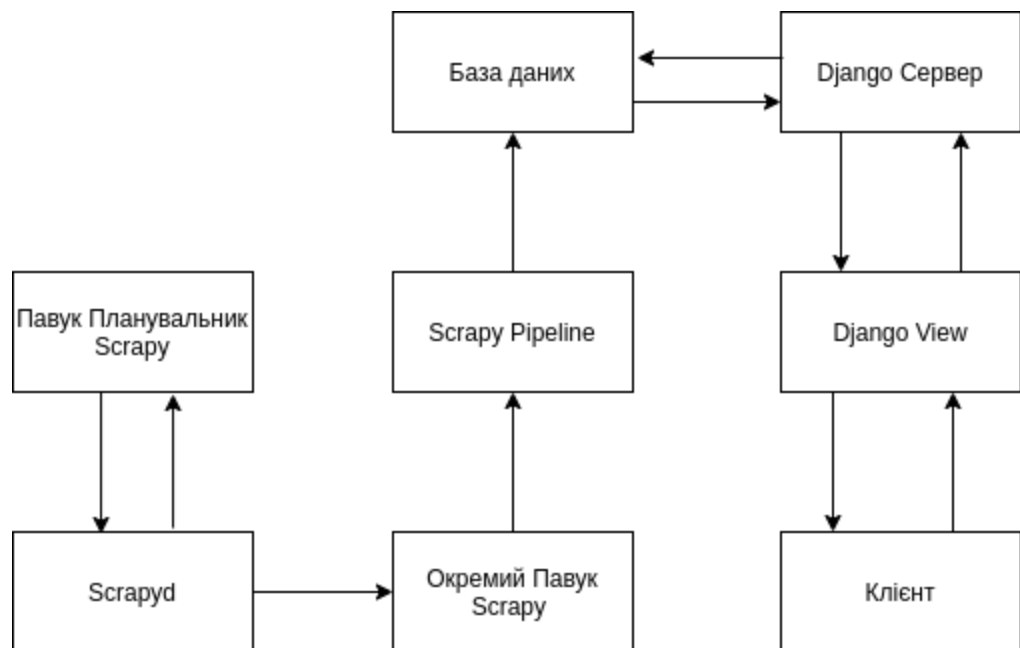 База даних
Django Сервер
Павук Планувальник
Scrapy
Scrapy Pipeline
Django View
Scrapyd
Окремий Павук
Scrapy
Клієнт